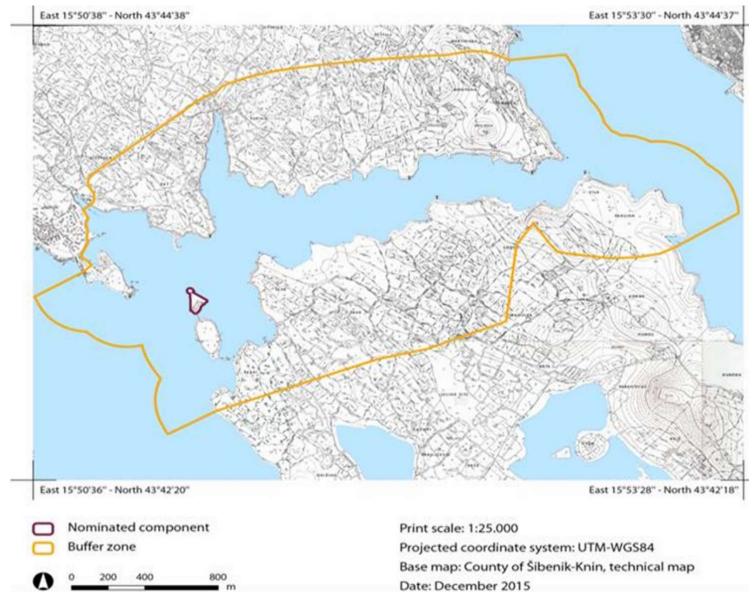 East 15°50'38" - North 43°44'38"
East 15°53'30" - North 43°44'37"
East 15°50'36" - North 43°42'20"
East 15°53'28" - North 43°42'18"
Nominated component
Buffer zone
0 200 400 800
m
Print scale: 1:25.000
Projected coordinate system: UTM-WGS84
Base map: County of Šibenik-Knin, technical map
Date: December 2015